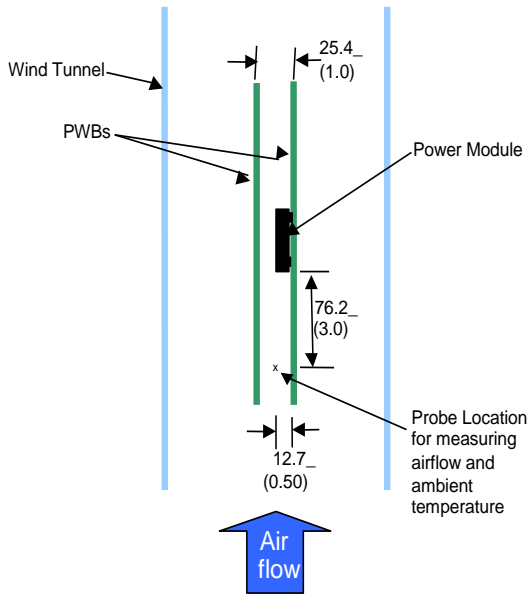 25.4_
(1.0)
Wind Tunnel
PWBs
Power Module
76.2_
(3.0)
x
Probe Location
for measuring
airflow and
ambient
temperature
12.7_
(0.50)
Air
flow